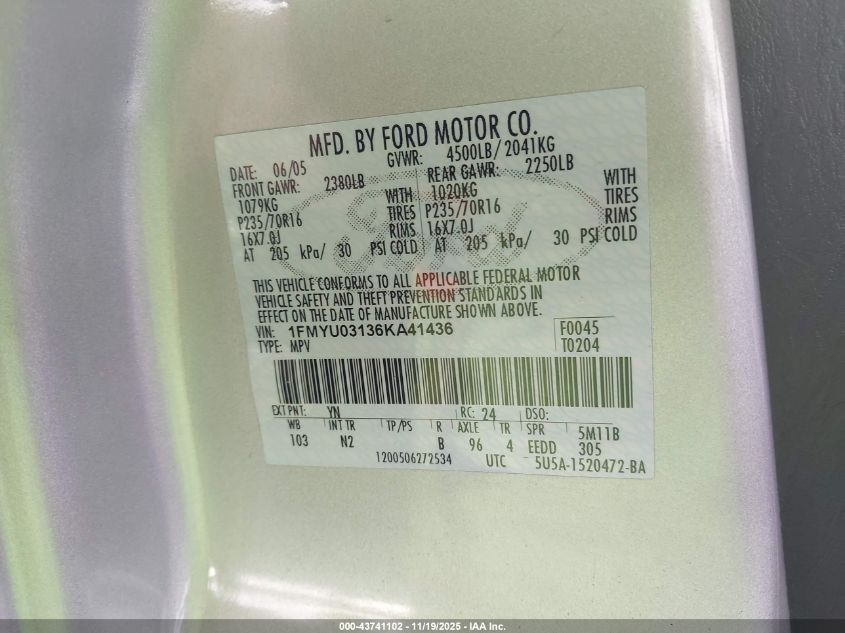 MFD. BY FORD MOTOR CO.
DATE: 06/05 GVWR: 4500LB/ 2041KG
FRONT GAWR: 2380LB REAR GAWR: 2250LB
1079KG WITH 1020KG WITH
P235/70R16 TIRES P235/70R16 TIRES
16X7.0J RIMS 16X7.0J RIMS
AT 205 kPa/ 30 PSI COLD AT 205 kPa/ 30 PSI COLD
THIS VEHICLE CONFORMS TO ALL APPLICABLE FEDERAL MOTOR
VEHICLE SAFETY AND THEFT PREVENTION STANDARDS IN
EFFECT ON THE DATE OF MANUFACTURE SHOWN ABOVE.
VIN: 1FMYU03136KA41436 F0045
TYPE: MPV T0204
EXT PNT: YN RC: 24 DSO:
WB INT TR TP/PS R AXLE TR SPR 5M11B
103 N2 B 96 4 EEDD 305
1200506272534 UTC 5U5A-1520472-BA
Ford
000-43741102 - 11/19/2025 - IAA Inc.